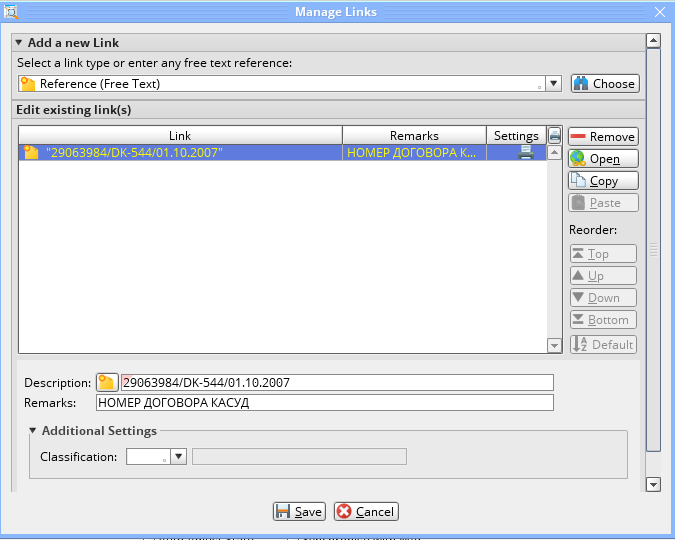 Manage Links
Add a new Link
Select a link type or enter any free text reference:
Reference (Free Text)
Choose
Edit existing link(s)
Link Remarks Settings
"29063984/DK-544/01.10.2007" НОМЕР ДОГОВОРА К...
Remove
Open
Copy
Paste
Reorder:
Top
Up
Down
Bottom
Default
Description: 29063984/DK-544/01.10.2007
Remarks: НОМЕР ДОГОВОРА КАСУД
Additional Settings
Classification:
Save Cancel